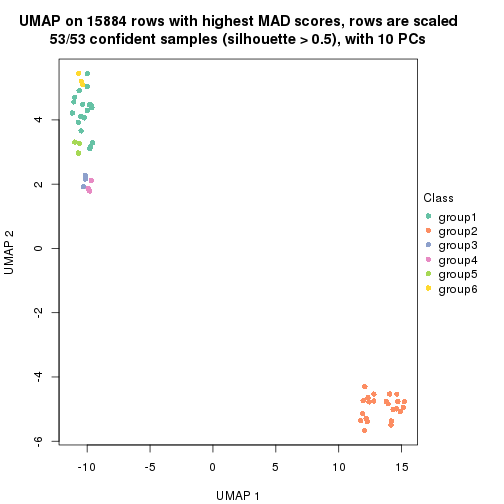 UMAP on 15884 rows with highest MAD scores, rows are scaled
53/53 confident samples (silhouette > 0.5), with 10 PCs
4
2
0
-2
-4
-6
UMAP 2
-10
-5
0
5
10
15
UMAP 1
Class
group1
group2
group3
group4
group5
group6